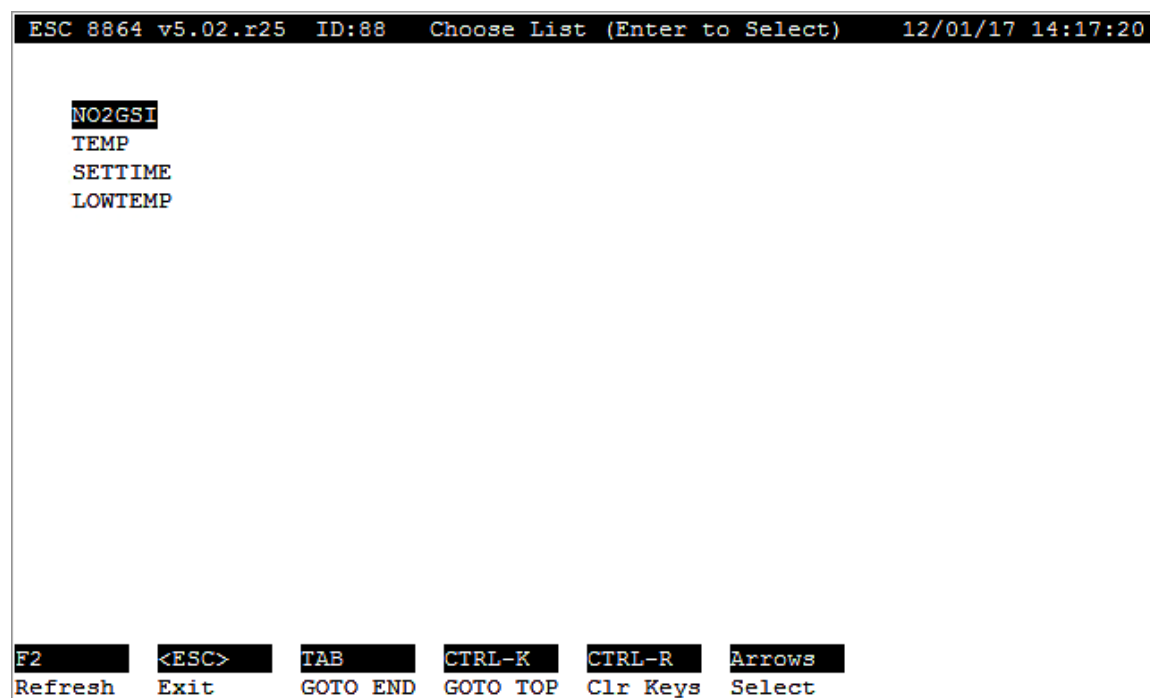 ESC 8864 v5.02.r25 ID:88 Choose List (Enter to Select) 12/01/17 14:17:20
NO2GSI
TEMP
SETTIME
LOWTEMP
F2 <ESC> TAB CTRL-K CTRL-R Arrows
Refresh Exit GOTO END GOTO TOP Clr Keys Select